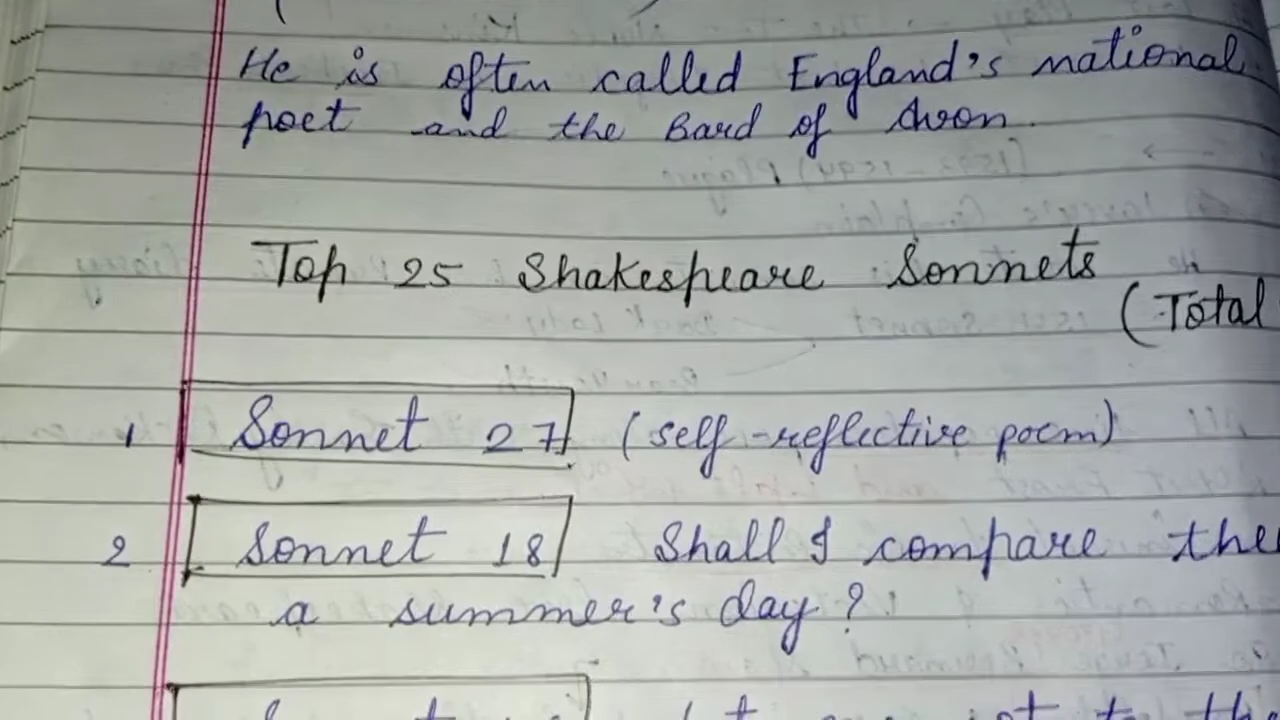 He is often called England's national
poet and the Bard of Avon.
Top 25 Shakespeare Sonnets
(Total
1 Sonnet 27 (self-reflective poem)
2 Sonnet 18 Shall I compare the
a summer's day?